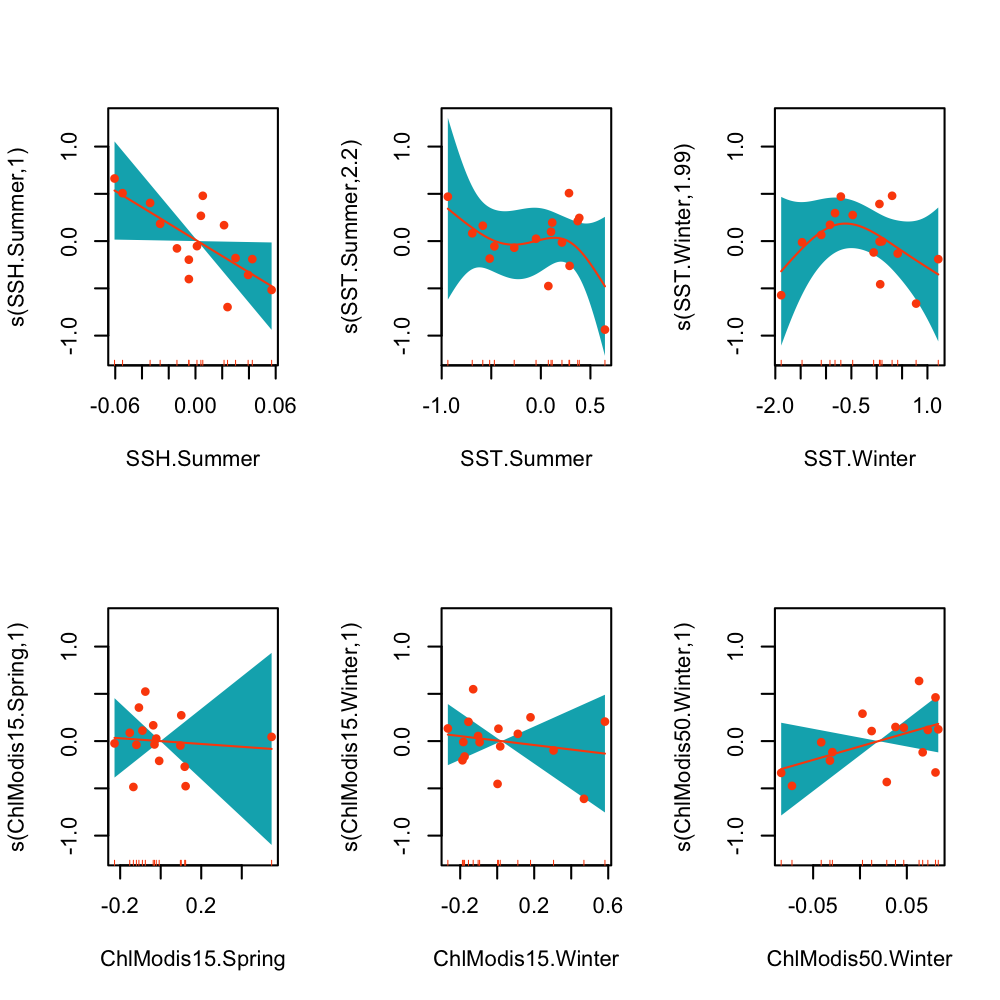 s(SSH.Summer,1)
1.0
0.0
-1.0
-0.06
0.00
0.06
SSH.Summer
s(SST.Summer,2.2)
1.0
0.0
-1.0
-1.0
0.0
0.5
SST.Summer
s(SST.Winter,1.99)
1.0
0.0
-1.0
-2.0
-0.5
1.0
SST.Winter
s(ChlModis15.Spring,1)
1.0
0.0
-1.0
-0.2
0.2
ChlModis15.Spring
s(ChlModis15.Winter,1)
1.0
0.0
-1.0
-0.2
0.2
0.6
ChlModis15.Winter
s(ChlModis50.Winter,1)
1.0
0.0
-1.0
-0.05
0.05
ChlModis50.Winter